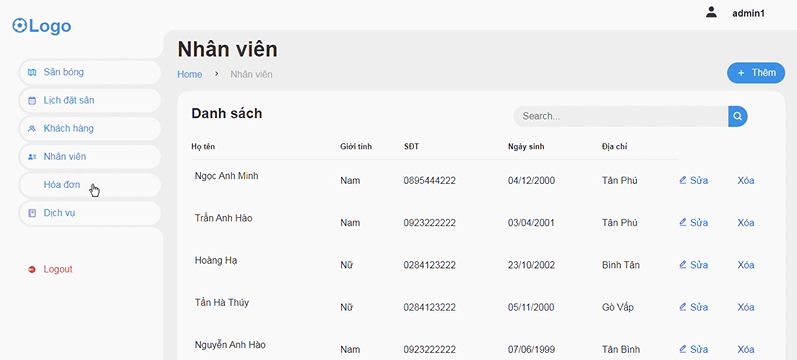 admin1
Logo
Nhân viên
Home > Nhân viên
+ Thêm
Sân bóng
Lịch đặt sân
Khách hàng
Nhân viên
Hóa đơn
Dịch vụ
Logout
Danh sách
Search...
Họ tên Giới tính SĐT Ngày sinh Địa chỉ
Ngọc Anh Minh Nam 0895444222 04/12/2000 Tân Phú Sửa Xóa
Trần Anh Hào Nam 0923222222 03/04/2001 Tân Phú Sửa Xóa
Hoàng Hạ Nữ 0284123222 23/10/2002 Bình Tân Sửa Xóa
Tần Hà Thúy Nữ 0284123222 05/11/2000 Gò Vấp Sửa Xóa
Nguyễn Anh Hào Nam 0923222222 07/06/1999 Tân Bình Sửa Xóa